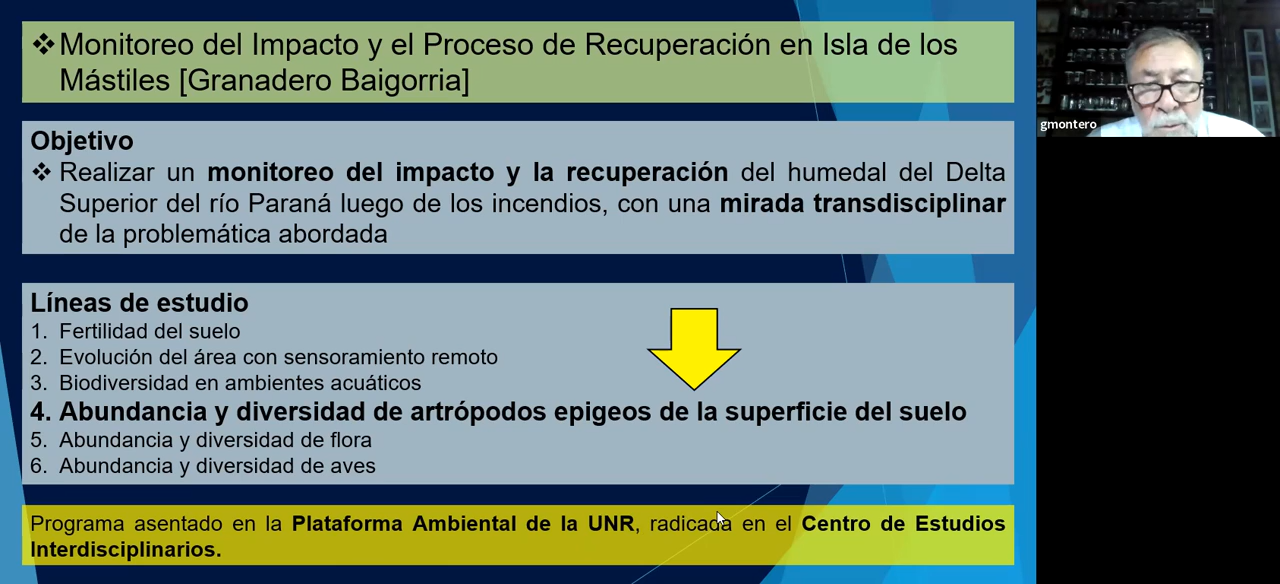 ❖Monitoreo del Impacto y el Proceso de Recuperación en Isla de los
Mástiles [Granadero Baigorria]
gmontero
Objetivo
❖ Realizar un monitoreo del impacto y la recuperación del humedal del Delta
Superior del río Paraná luego de los incendios, con una mirada transdisciplinar
de la problemática abordada
Líneas de estudio
1. Fertilidad del suelo
2. Evolución del área con sensoramiento remoto
3. Biodiversidad en ambientes acuáticos
4. Abundancia y diversidad de artrópodos epigeos de la superficie del suelo
5. Abundancia y diversidad de flora
6. Abundancia y diversidad de aves
Programa asentado en la Plataforma Ambiental de la UNR, radicada en el Centro de Estudios
Interdisciplinarios.